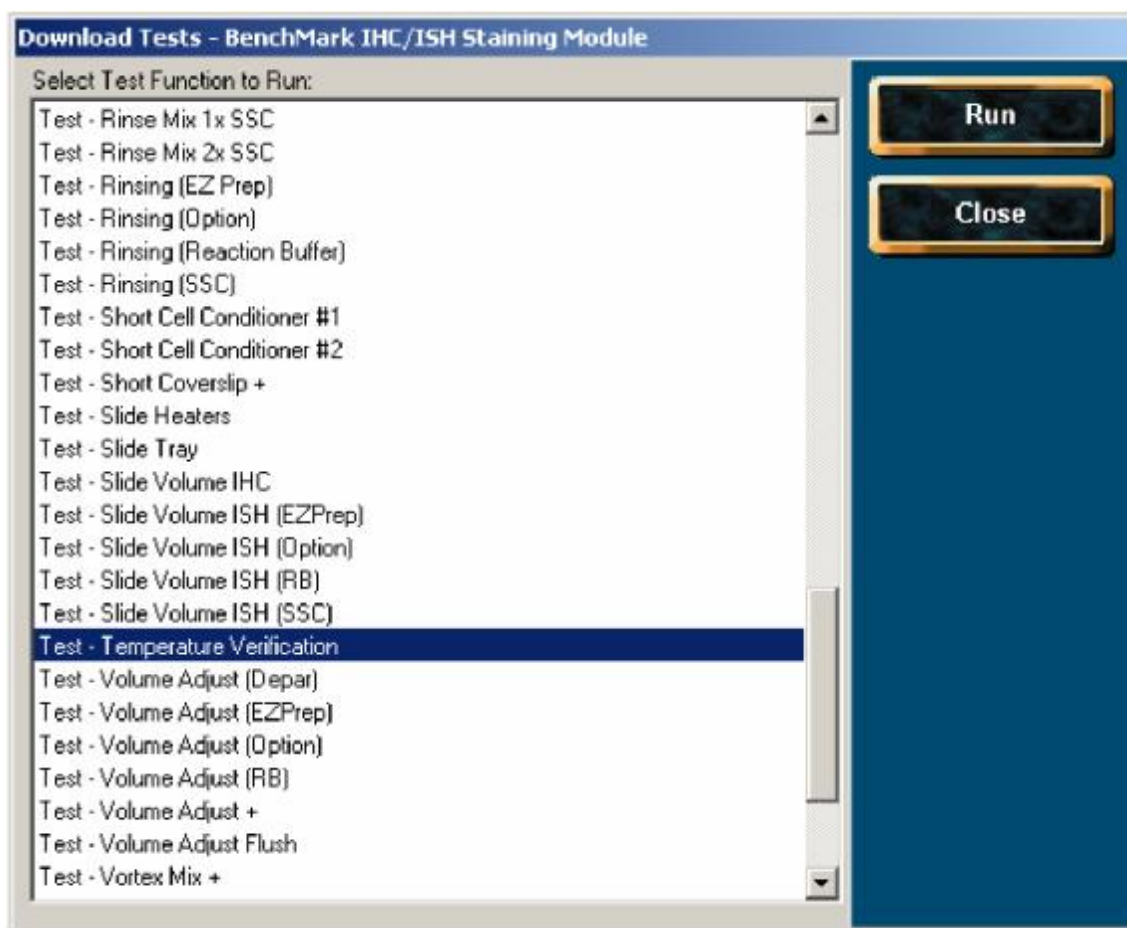 Download Tests - BenchMark IHC/ISH Staining Module
Select Test Function to Run:
Test - Rinse Mix 1x SSC
Test - Rinse Mix 2x SSC
Test - Rinsing (EZ Prep)
Test - Rinsing (Option)
Test - Rinsing (Reaction Buffer)
Test - Rinsing (SSC)
Test - Short Cell Conditioner #1
Test - Short Cell Conditioner #2
Test - Short Coverslip +
Test - Slide Heaters
Test - Slide Tray
Test - Slide Volume IHC
Test - Slide Volume ISH (EZPrep)
Test - Slide Volume ISH (Option)
Test - Slide Volume ISH (RB)
Test - Slide Volume ISH (SSC)
Test - Temperature Verification
Test - Volume Adjust (Depar)
Test - Volume Adjust (EZPrep)
Test - Volume Adjust (Option)
Test - Volume Adjust (RB)
Test - Volume Adjust +
Test - Volume Adjust Flush
Test - Vortex Mix +
Run
Close